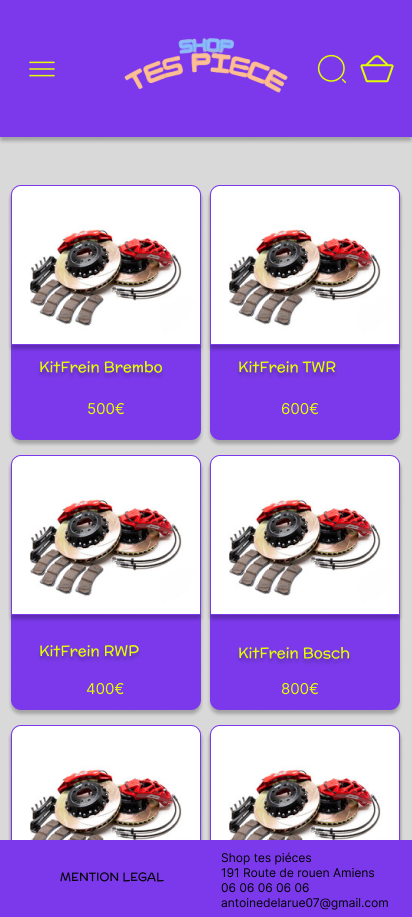 SHOP
TES PIECE
KitFrein Brembo
500€
KitFrein TWR
600€
KitFrein RWP
400€
KitFrein Bosch
800€
MENTION LEGAL
Shop tes piéces
191 Route de rouen Amiens
06 06 06 06 06
antoinedelarue07@gmail.com